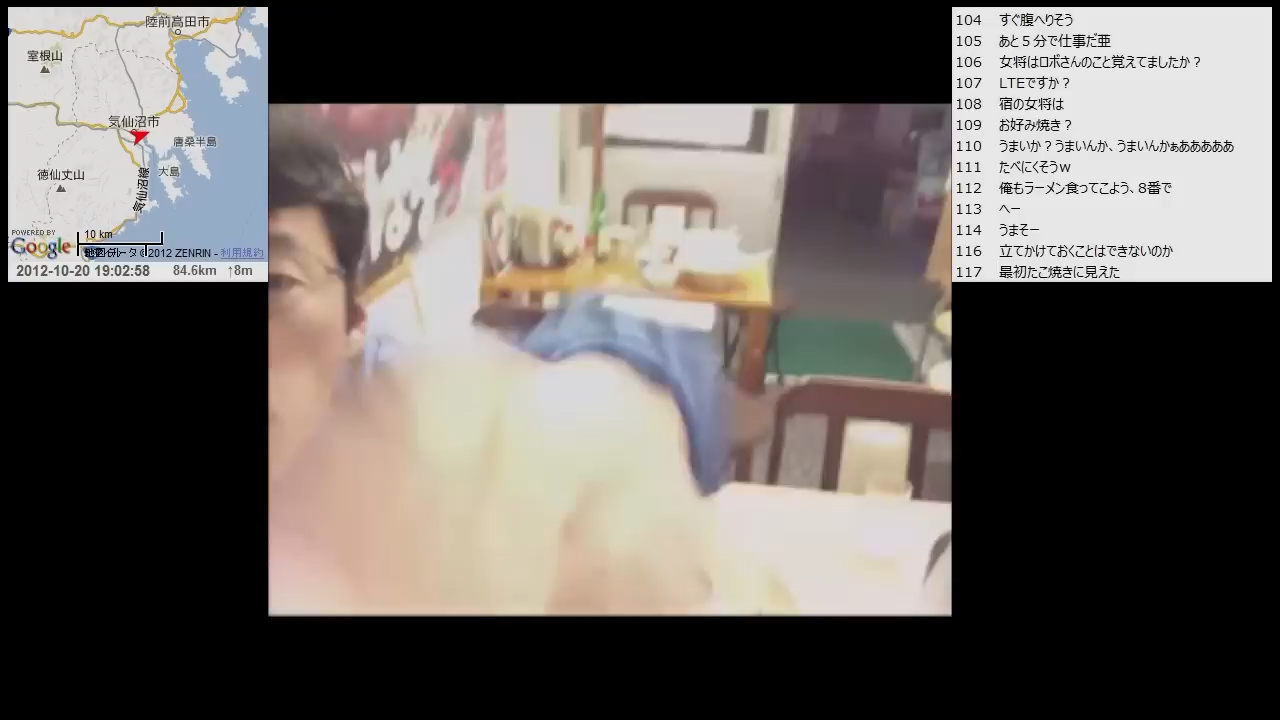 陸前高田市
室根山
気仙沼市
唐桑半島
徳仙丈山
大島
気仙沼線
POWERED BY
Google
10 km
2012 ZENRIN - 利用規約
2012-10-20 19:02:58 84.6km ↑8m
104 すぐ腹へりそう
105 あと５分で仕事だ亜
106 女将はロボさんのこと覚えてましたか？
107 LTEですか？
108 宿の女将は
109 お好み焼き？
110 うまいか？うまいんか、うまいんかぁあああああ
111 たべにくそうｗ
112 俺もラーメン食ってこよう、８番で
113 へー
114 うまそー
116 立てかけておくことはできないのか
117 最初たこ焼きに見えた